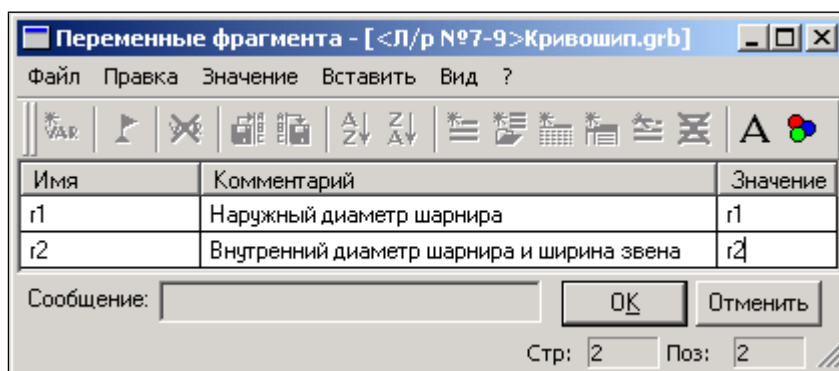 Переменные фрагмента - [<Л/р №7-9>Кривошип.grb]
Файл Правка Значение Вставить Вид ?
VAR A Z Z A A
Имя Комментарий Значение
r1 Наружный диаметр шарнира r1
r2 Внутренний диаметр шарнира и ширина звена r2
Сообщение: OK Отменить
Стр: 2 Поз: 2